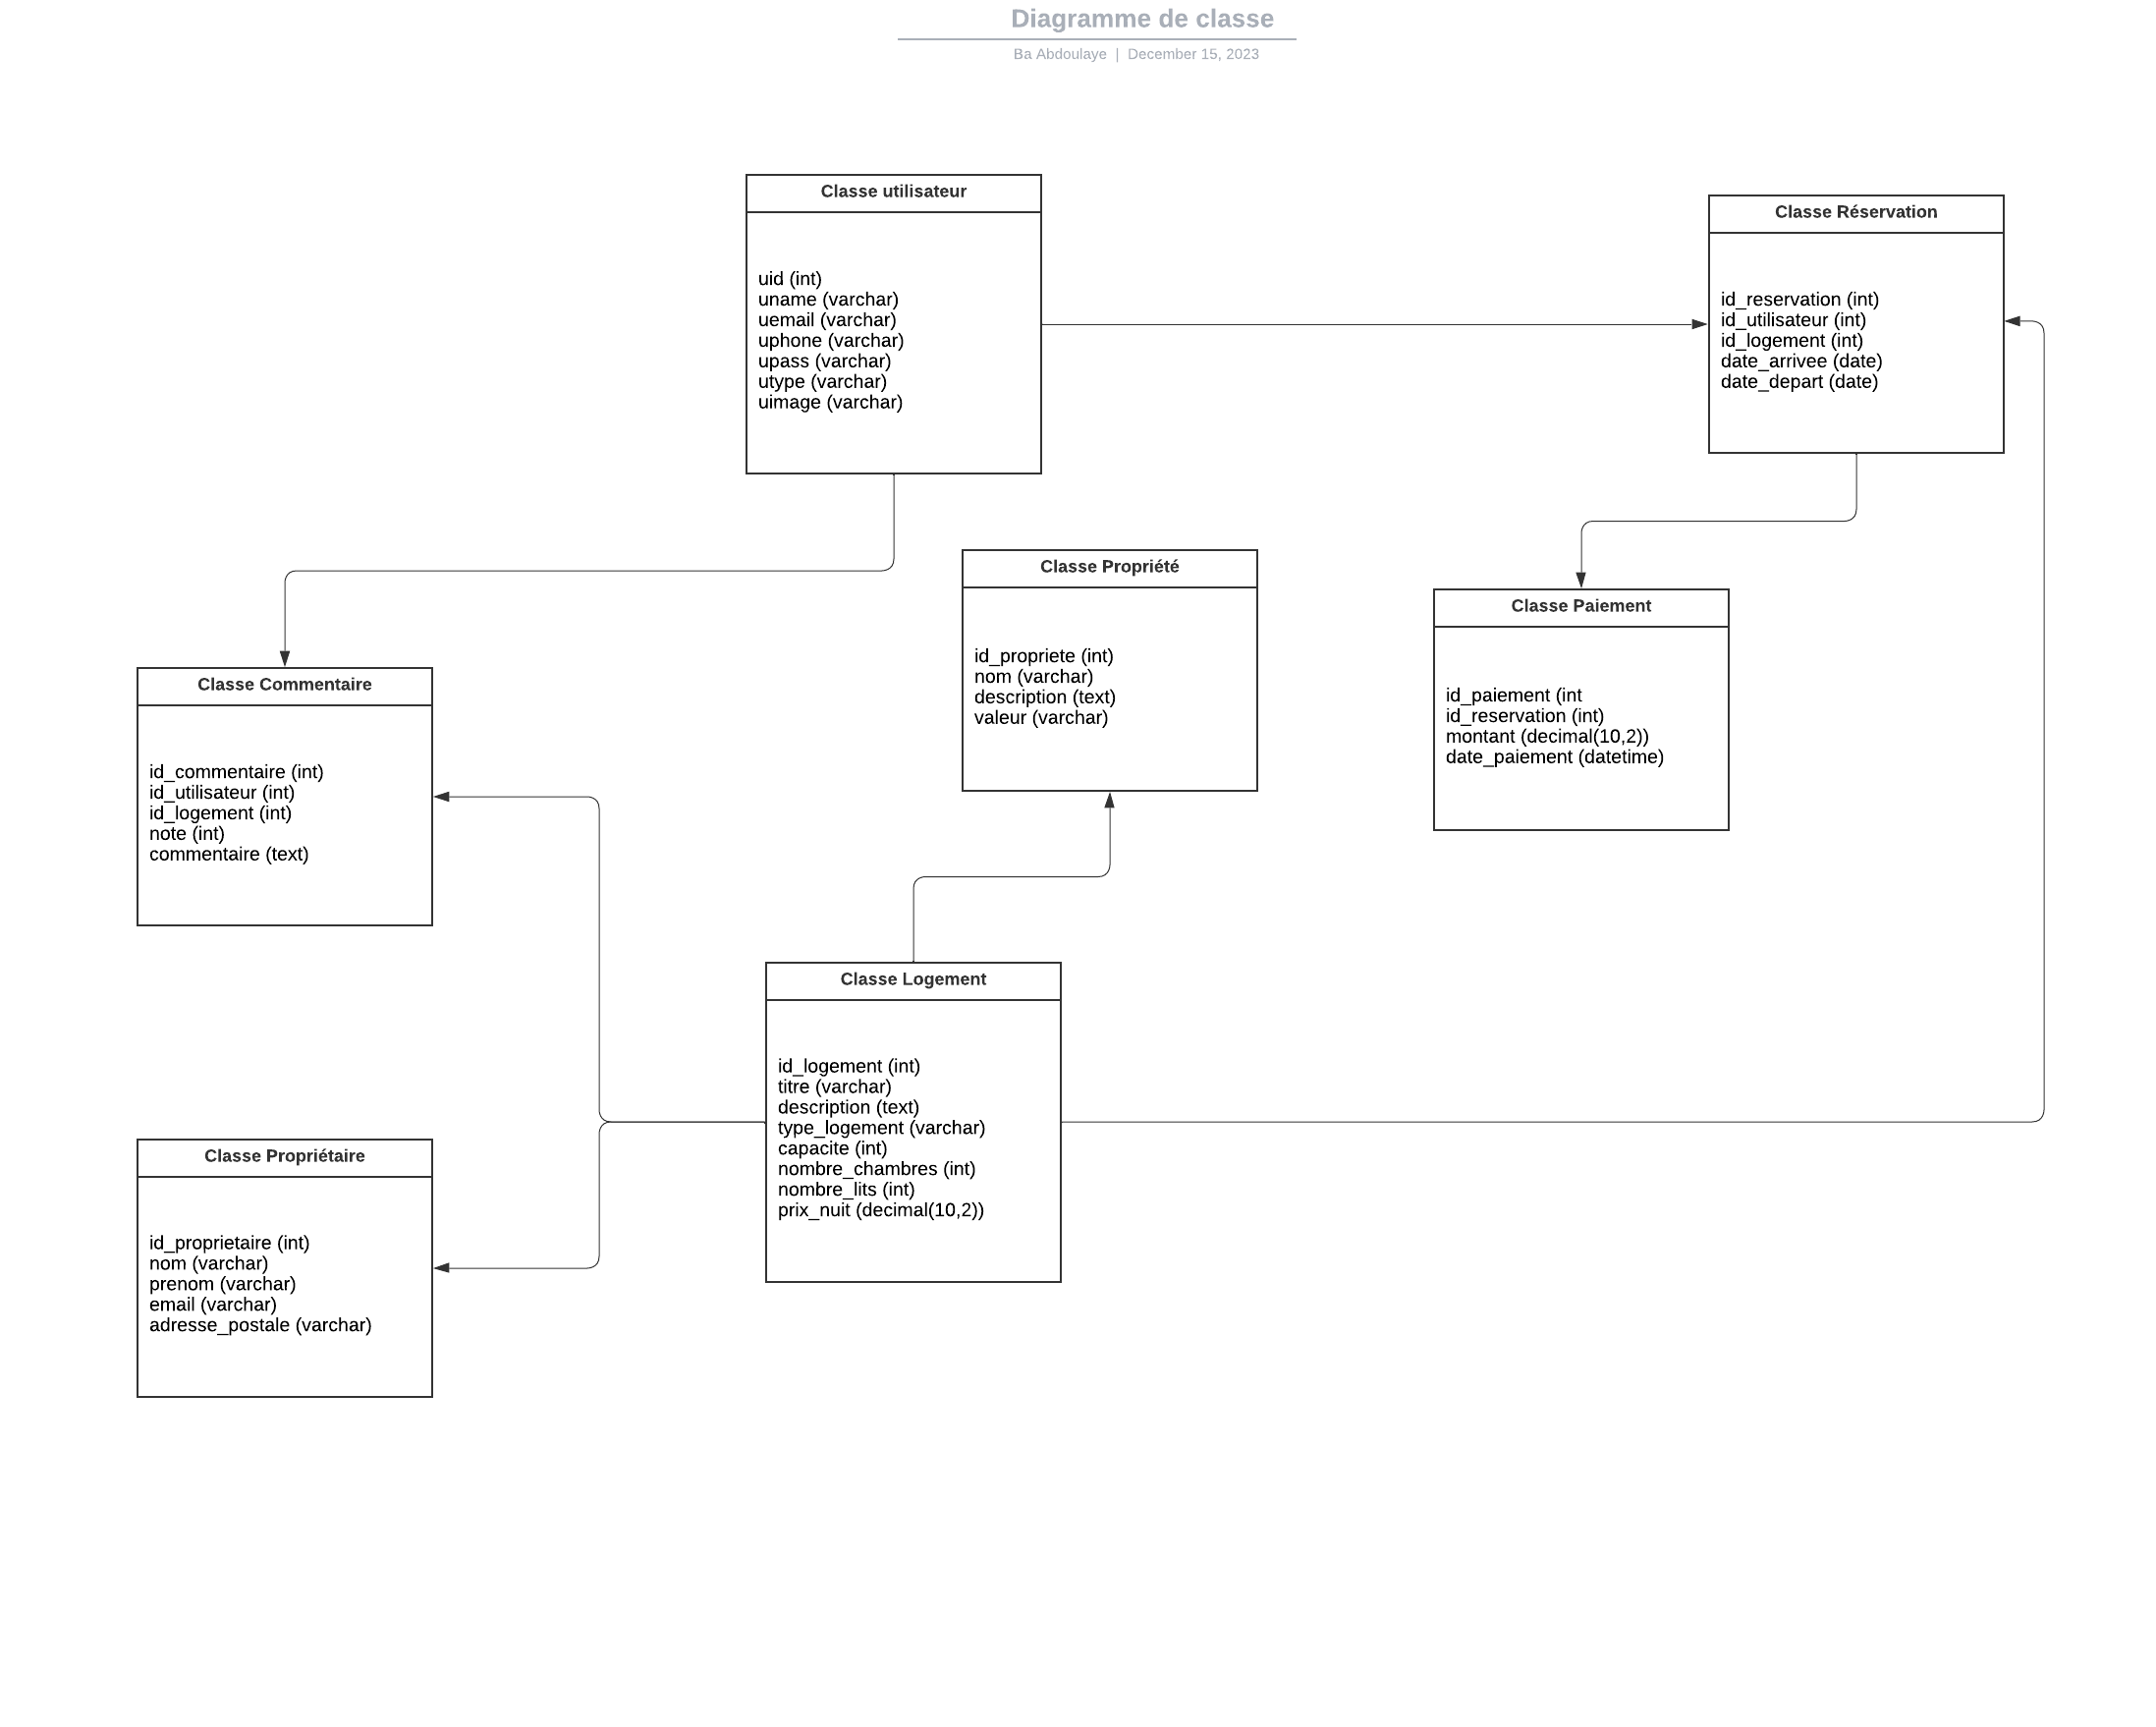 Diagramme de classe
Ba Abdoulaye | December 15, 2023
Classe utilisateur
uid (int)
uname (varchar)
uemail (varchar)
uphone (varchar)
upass (varchar)
utype (varchar)
uimage (varchar)
Classe Réservation
id_reservation (int)
id_utilisateur (int)
id_logement (int)
date_arrivee (date)
date_depart (date)
Classe Propriété
id_propriete (int)
nom (varchar)
description (text)
valeur (varchar)
Classe Paiement
id_paiement (int
id_reservation (int)
montant (decimal(10,2))
date_paiement (datetime)
Classe Commentaire
id_commentaire (int)
id_utilisateur (int)
id_logement (int)
note (int)
commentaire (text)
Classe Logement
id_logement (int)
titre (varchar)
description (text)
type_logement (varchar)
capacite (int)
nombre_chambres (int)
nombre_lits (int)
prix_nuit (decimal(10,2))
Classe Propriétaire
id_proprietaire (int)
nom (varchar)
prenom (varchar)
email (varchar)
adresse_postale (varchar)